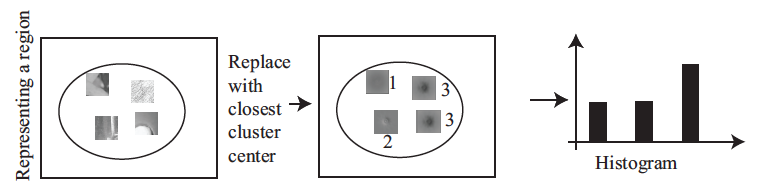 Representing a region
Replace
with
closest
cluster
center
1
3
2
3
Histogram